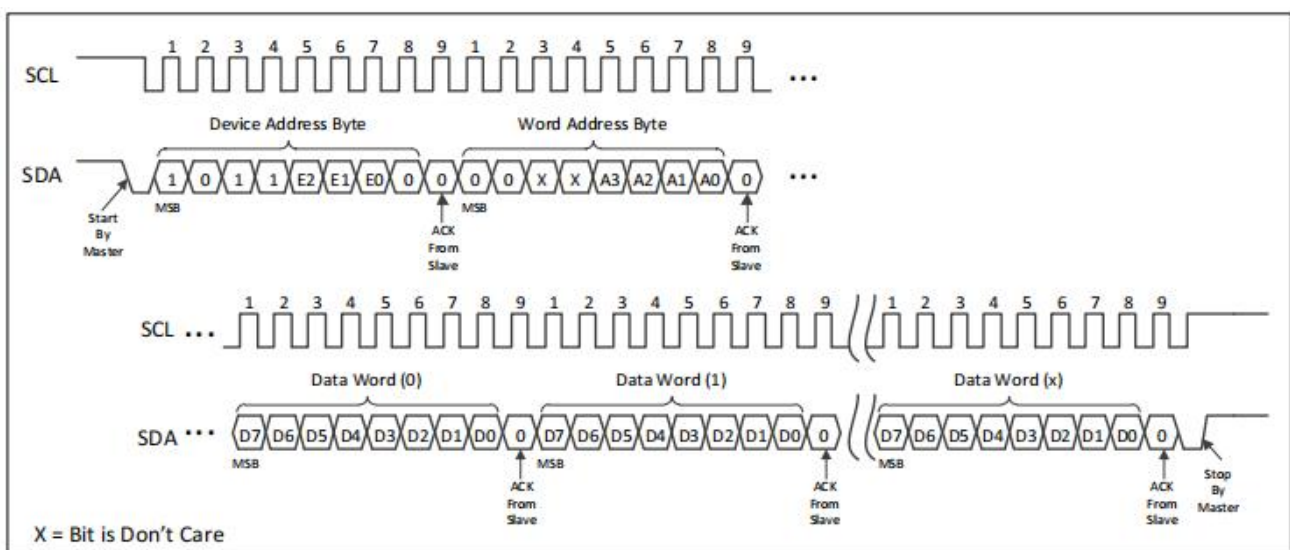 1 2 3 4 5 6 7 8 9 1 2 3 4 5 6 7 8 9
SCL ...
Device Address Byte Word Address Byte
SDA 1 0 1 1 E2 E1 E0 0 0 0 0 X X A3 A2 A1 A0 0 ...
MSB MSB
Start
By
Master
ACK
From
Slave
ACK
From
Slave
1 2 3 4 5 6 7 8 9 1 2 3 4 5 6 7 8 9 1 2 3 4 5 6 7 8 9
SCL ...
Data Word (0) Data Word (1) Data Word (x)
SDA ... D7 D6 D5 D4 D3 D2 D1 D0 0 D7 D6 D5 D4 D3 D2 D1 D0 0 D7 D6 D5 D4 D3 D2 D1 D0 0
MSB MSB MSB
ACK
From
Slave
ACK
From
Slave
ACK
From
Slave
Stop
By
Master
X = Bit is Don't Care